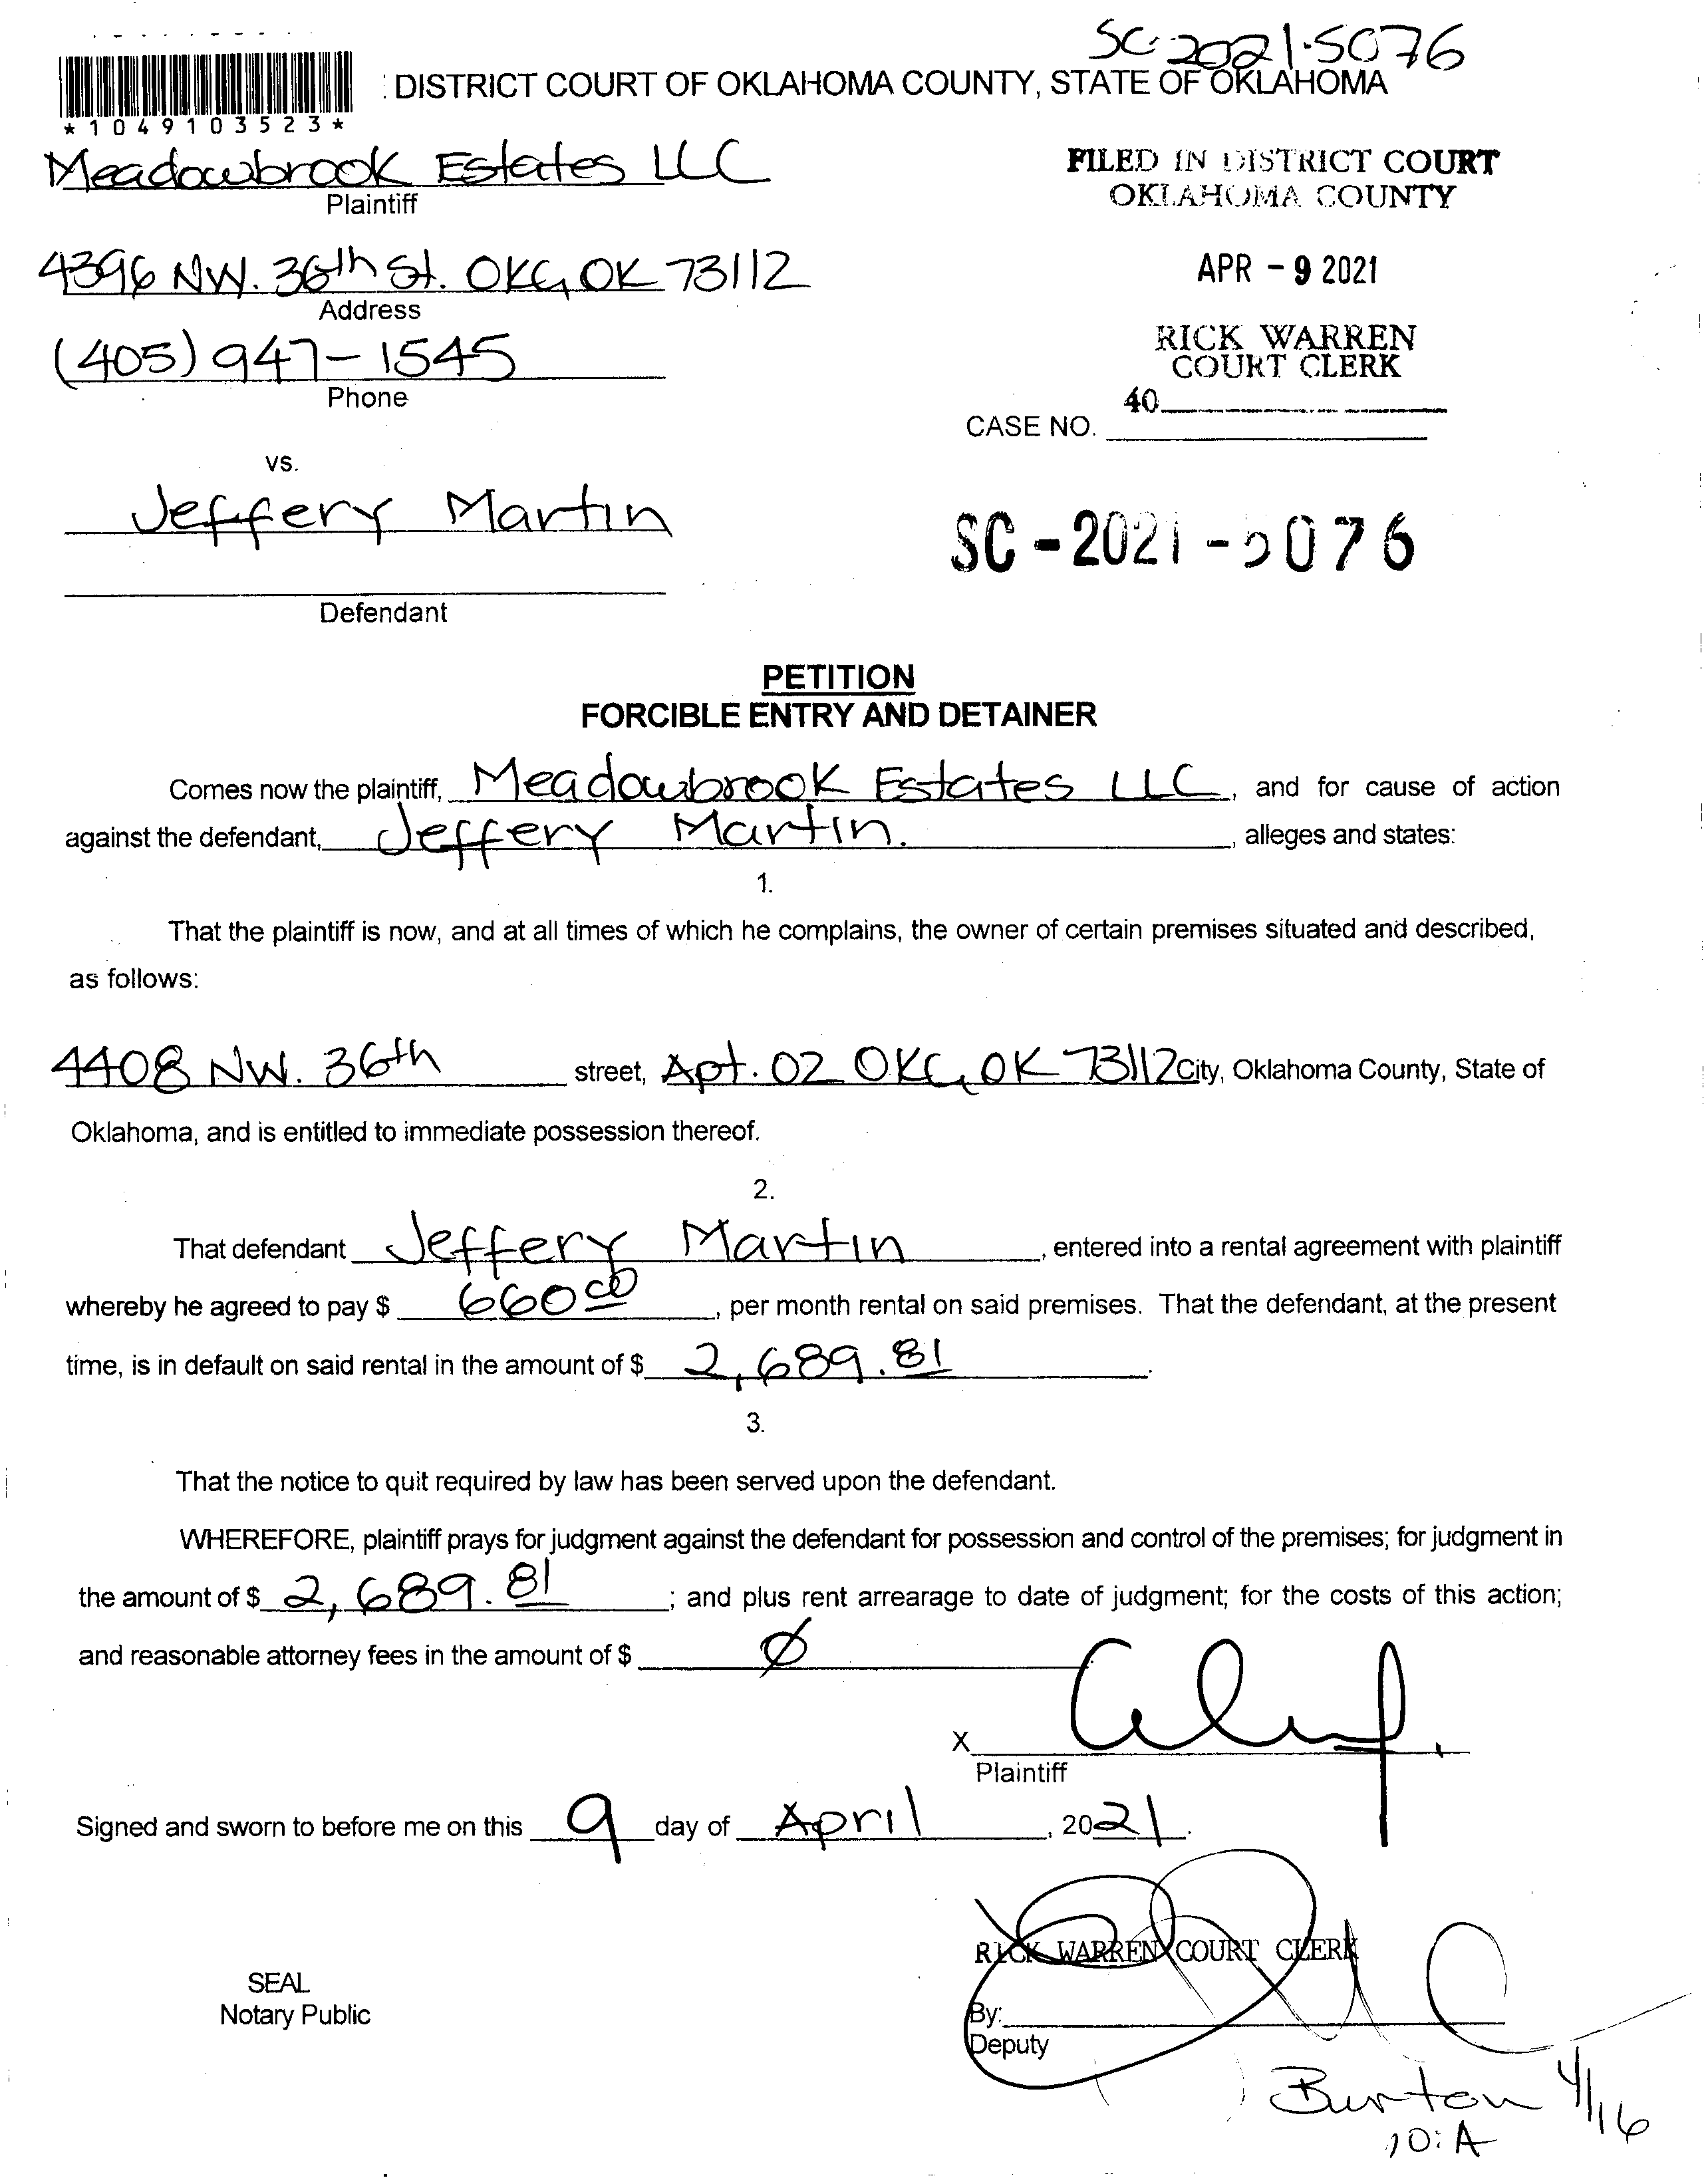 SC-2021-5076
DISTRICT COURT OF OKLAHOMA COUNTY, STATE OF OKLAHOMA
*1049103523*
Meadowbrook Estates LLC
Plaintiff
FILED IN DISTRICT COURT
OKLAHOMA COUNTY
4396 NW. 36th St. OKC, OK 73112
Address
APR - 9 2021
(405) 947-1545
Phone
RICK WARREN
COURT CLERK
40
CASE NO.
vs.
Jeffery Martin
SC - 2021 - 5076
Defendant
PETITION
FORCIBLE ENTRY AND DETAINER
Comes now the plaintiff, Meadowbrook Estates LLC, and for cause of action
against the defendant, Jeffery Martin. , alleges and states:
1.
That the plaintiff is now, and at all times of which he complains, the owner of certain premises situated and described,
as follows:
4408 NW. 36th street, Apt. 02 OKC, OK 73112 City, Oklahoma County, State of
Oklahoma, and is entitled to immediate possession thereof.
2.
That defendant Jeffery Martin, entered into a rental agreement with plaintiff
whereby he agreed to pay $ 660 00, per month rental on said premises. That the defendant, at the present
time, is in default on said rental in the amount of $ 2,689.81.
3.
That the notice to quit required by law has been served upon the defendant.
WHEREFORE, plaintiff prays for judgment against the defendant for possession and control of the premises; for judgment in
the amount of $ 2,689.81; and plus rent arrearage to date of judgment; for the costs of this action;
and reasonable attorney fees in the amount of $ Ø
X
Plaintiff
Signed and sworn to before me on this 9 day of April, 2021.
RICK WARREN COURT CLERK
SEAL
Notary Public
By:
Deputy
Burton 4/16
10:A